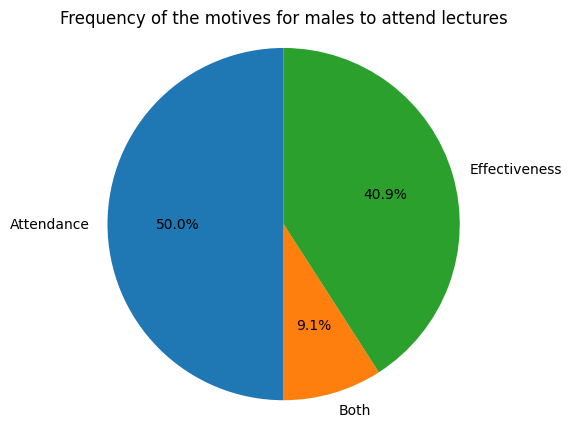 Frequency of the motives for males to attend lectures
Effectiveness
40.9%
Attendance
50.0%
9.1%
Both